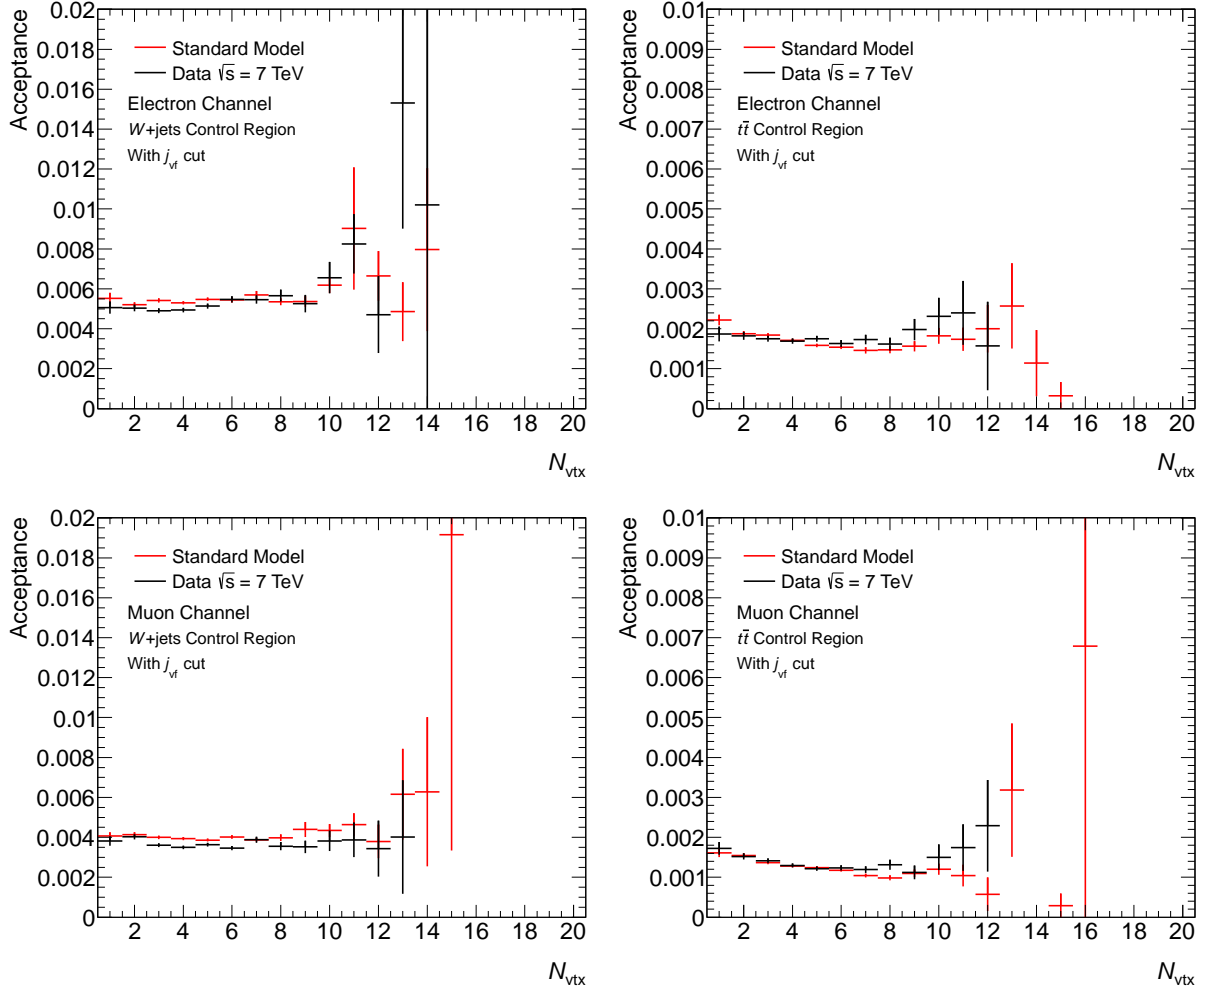 Acceptance
0.02
0.018
0.016
0.014
0.012
0.01
0.008
0.006
0.004
0.002
0
Standard Model
Data √s = 7 TeV
Electron Channel
W+jets Control Region
With j_vf cut
2 4 6 8 10 12 14 16 18 20
N_vtx
Acceptance
0.01
0.009
0.008
0.007
0.006
0.005
0.004
0.003
0.002
0.001
0
Standard Model
Data √s = 7 TeV
Electron Channel
tt̄ Control Region
With j_vf cut
2 4 6 8 10 12 14 16 18 20
N_vtx
Acceptance
0.02
0.018
0.016
0.014
0.012
0.01
0.008
0.006
0.004
0.002
0
Standard Model
Data √s = 7 TeV
Muon Channel
W+jets Control Region
With j_vf cut
2 4 6 8 10 12 14 16 18 20
N_vtx
Acceptance
0.01
0.009
0.008
0.007
0.006
0.005
0.004
0.003
0.002
0.001
0
Standard Model
Data √s = 7 TeV
Muon Channel
tt̄ Control Region
With j_vf cut
2 4 6 8 10 12 14 16 18 20
N_vtx